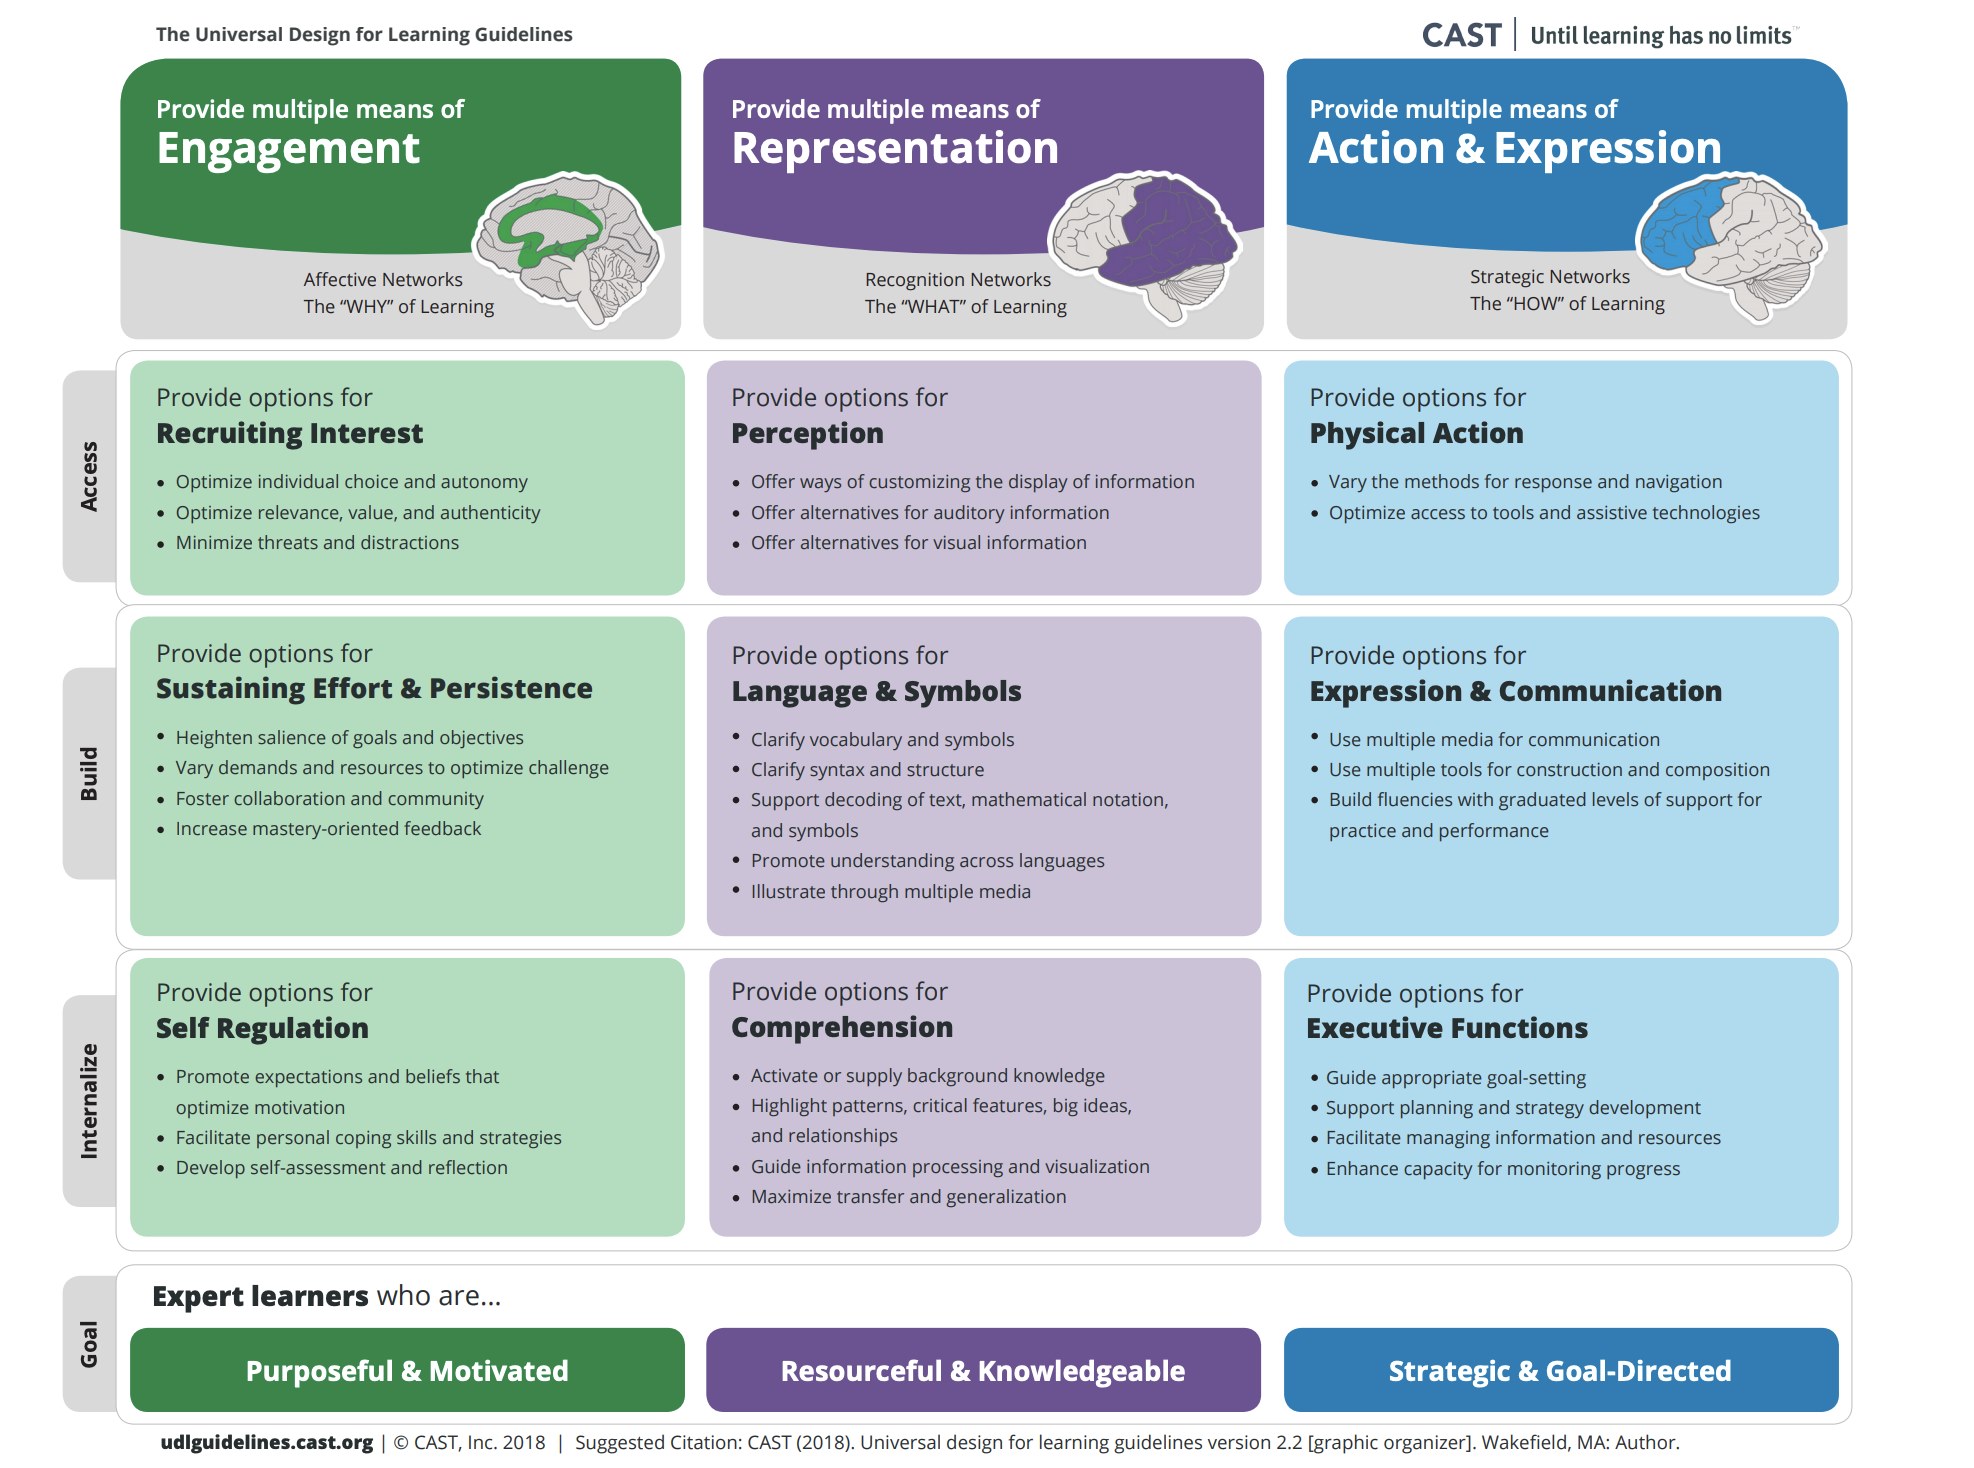 The Universal Design for Learning Guidelines
CAST | Until learning has no limits™
Provide multiple means of
Engagement
Affective Networks
The “WHY” of Learning
Provide multiple means of
Representation
Recognition Networks
The “WHAT” of Learning
Provide multiple means of
Action & Expression
Strategic Networks
The “HOW” of Learning
Access
Provide options for
Recruiting Interest
• Optimize individual choice and autonomy
• Optimize relevance, value, and authenticity
• Minimize threats and distractions
Provide options for
Perception
• Offer ways of customizing the display of information
• Offer alternatives for auditory information
• Offer alternatives for visual information
Provide options for
Physical Action
• Vary the methods for response and navigation
• Optimize access to tools and assistive technologies
Build
Provide options for
Sustaining Effort & Persistence
• Heighten salience of goals and objectives
• Vary demands and resources to optimize challenge
• Foster collaboration and community
• Increase mastery-oriented feedback
Provide options for
Language & Symbols
• Clarify vocabulary and symbols
• Clarify syntax and structure
• Support decoding of text, mathematical notation,
and symbols
• Promote understanding across languages
• Illustrate through multiple media
Provide options for
Expression & Communication
• Use multiple media for communication
• Use multiple tools for construction and composition
• Build fluencies with graduated levels of support for
practice and performance
Internalize
Provide options for
Self Regulation
• Promote expectations and beliefs that
optimize motivation
• Facilitate personal coping skills and strategies
• Develop self-assessment and reflection
Provide options for
Comprehension
• Activate or supply background knowledge
• Highlight patterns, critical features, big ideas,
and relationships
• Guide information processing and visualization
• Maximize transfer and generalization
Provide options for
Executive Functions
• Guide appropriate goal-setting
• Support planning and strategy development
• Facilitate managing information and resources
• Enhance capacity for monitoring progress
Goal
Expert learners who are...
Purposeful & Motivated
Resourceful & Knowledgeable
Strategic & Goal-Directed
udlguidelines.cast.org | © CAST, Inc. 2018 | Suggested Citation: CAST (2018). Universal design for learning guidelines version 2.2 [graphic organizer]. Wakefield, MA: Author.